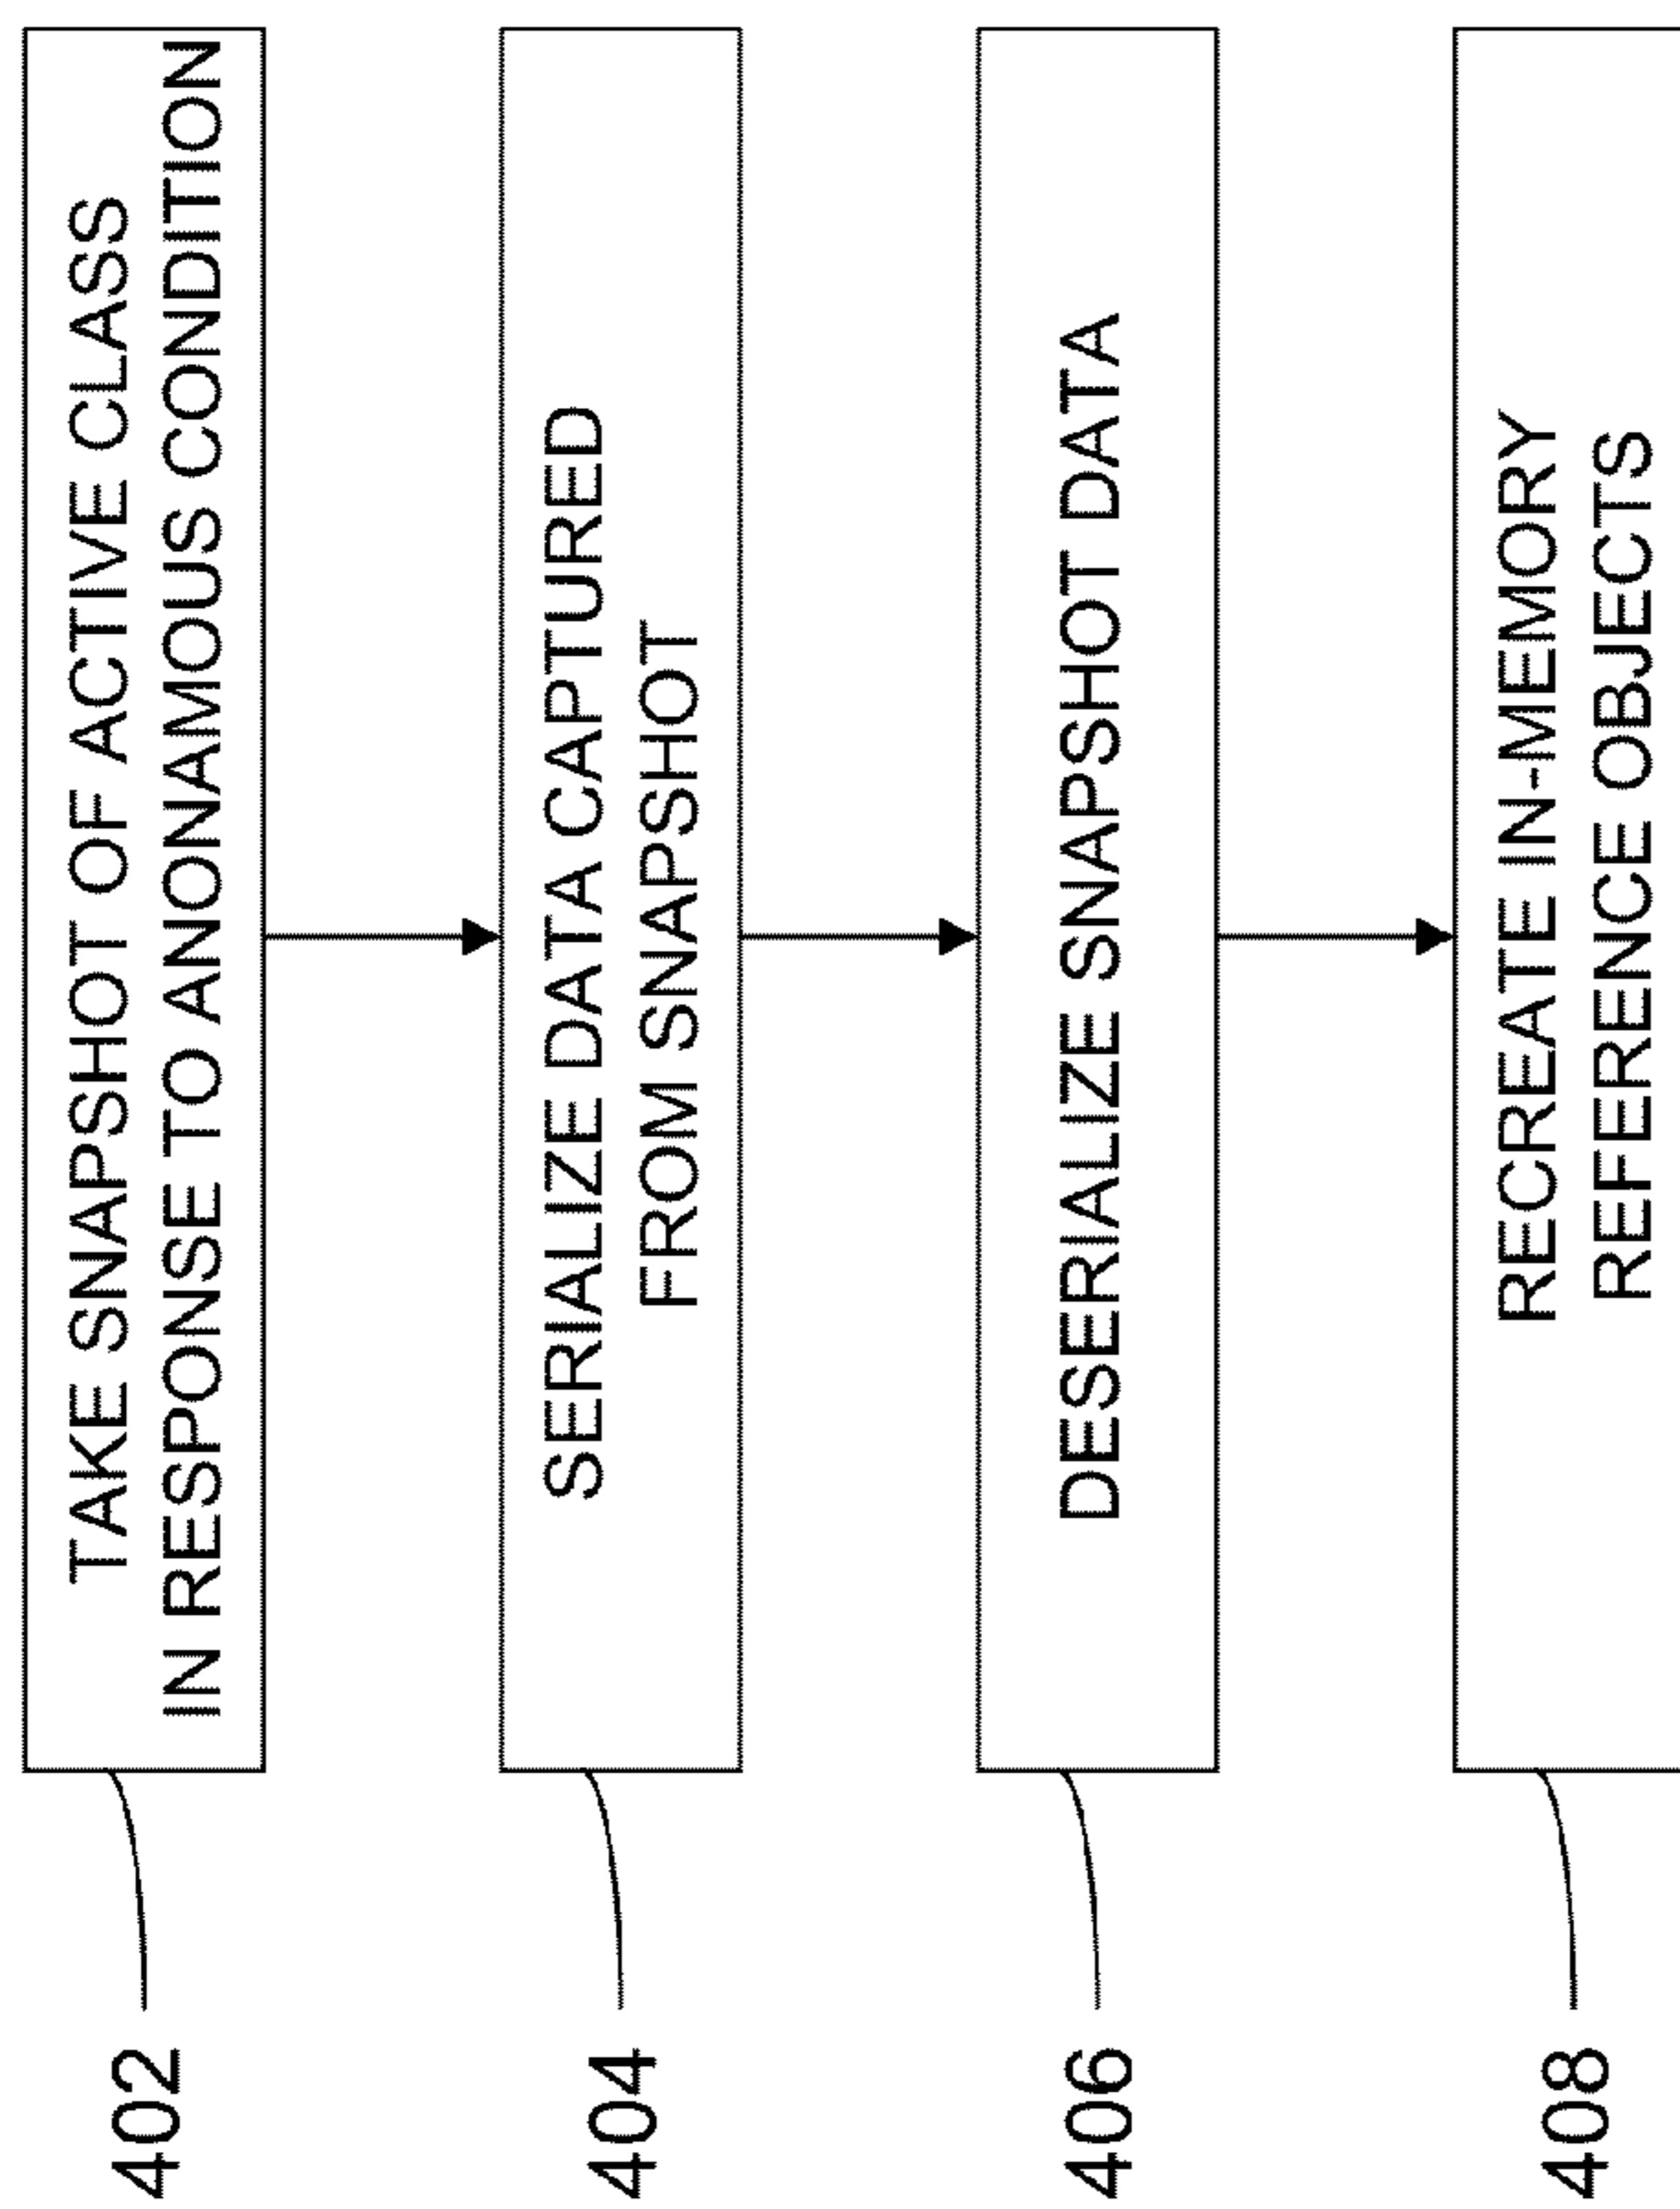 402
TAKE SNAPSHOT OF ACTIVE CLASS
IN RESPONSE TO ANONAMOUS CONDITION
404
SERIALIZE DATA CAPTURED
FROM SNAPSHOT
406
DESERIALIZE SNAPSHOT DATA
408
RECREATE IN-MEMORY
REFERENCE OBJECTS